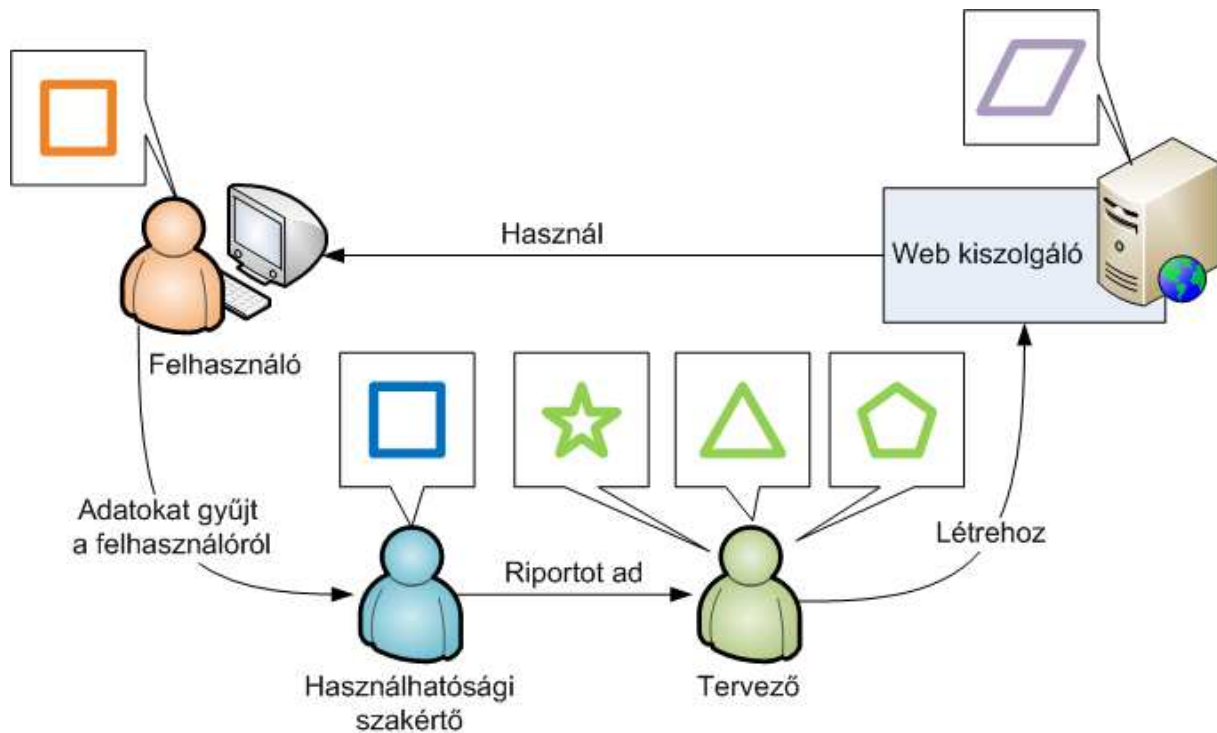 Használ
Web kiszolgáló
Felhasználó
Adatokat gyűjt
a felhasználóról
Riportot ad
Létrehoz
Használhatósági
szakértő
Tervező